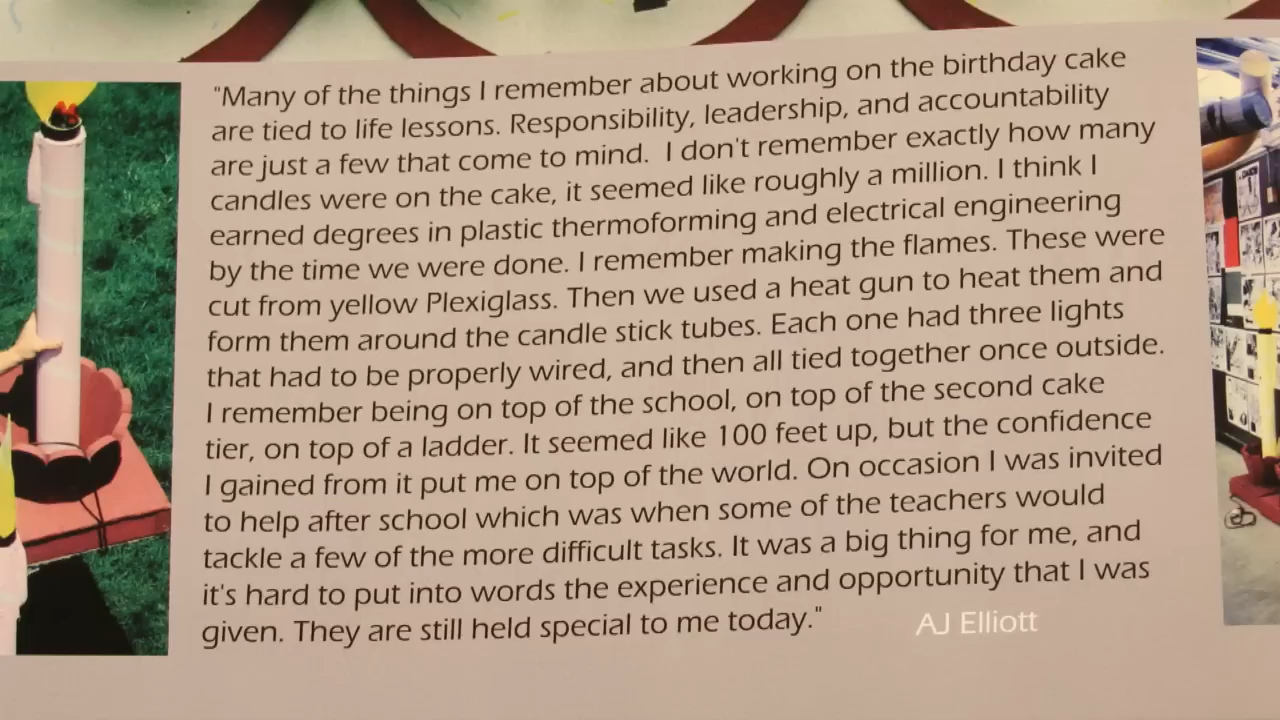 "Many of the things I remember about working on the birthday cake
are tied to life lessons. Responsibility, leadership, and accountability
are just a few that come to mind.  I don't remember exactly how many
candles were on the cake, it seemed like roughly a million. I think I
earned degrees in plastic thermoforming and electrical engineering
by the time we were done. I remember making the flames. These were
cut from yellow Plexiglass. Then we used a heat gun to heat them and
form them around the candle stick tubes. Each one had three lights
that had to be properly wired, and then all tied together once outside.
I remember being on top of the school, on top of the second cake
tier, on top of a ladder. It seemed like 100 feet up, but the confidence
I gained from it put me on top of the world. On occasion I was invited
to help after school which was when some of the teachers would
tackle a few of the more difficult tasks. It was a big thing for me, and
it's hard to put into words the experience and opportunity that I was
given. They are still held special to me today."
AJ Elliott